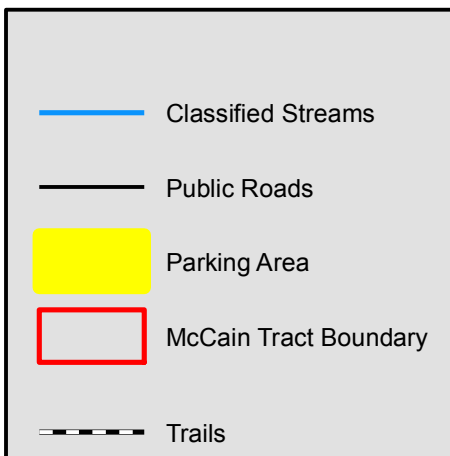 Classified Streams
Public Roads
Parking Area
McCain Tract Boundary
Trails